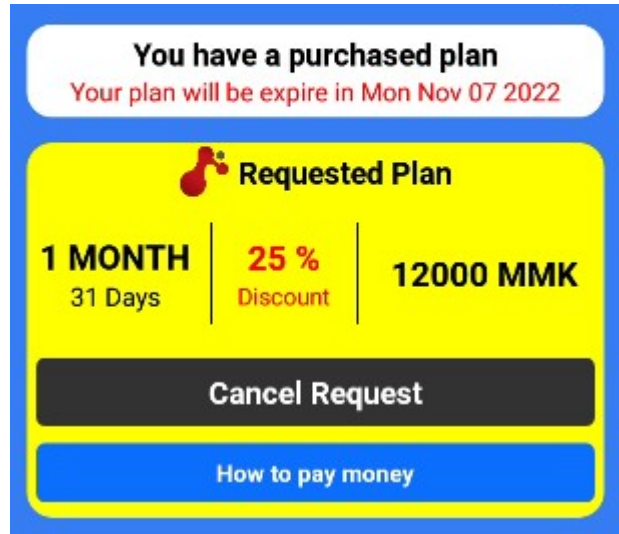 You have a purchased plan
Your plan will be expire in Mon Nov 07 2022
Requested Plan
1 MONTH
31 Days
25 %
Discount
12000 MMK
Cancel Request
How to pay money